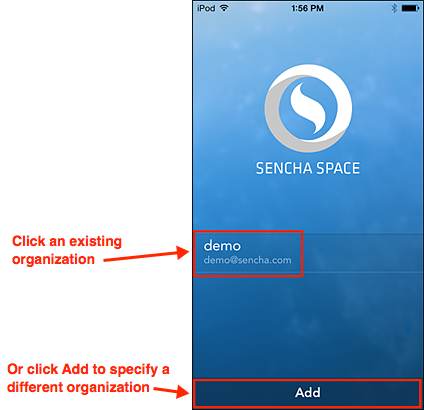 iPod 1:56 PM
SENCHA SPACE
Click an existing
organization
demo
demo@sencha.com
Or click Add to specify a
different organization
Add